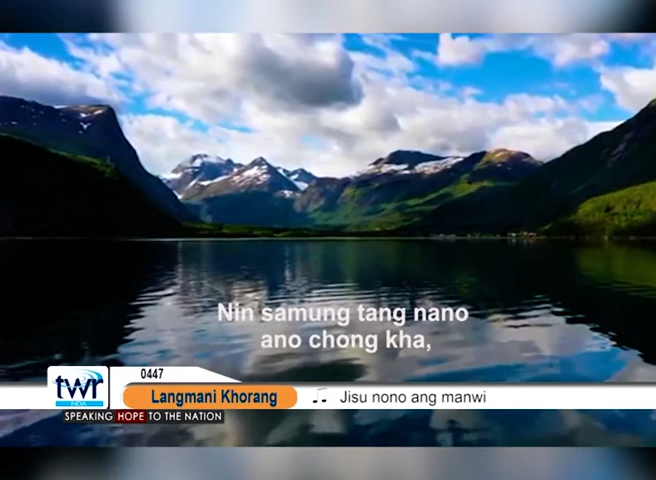 Nin samung tang nano
ano chong kha,
0447
twr
INDIA
Langmani Khorang
Jisu nono ang manwi
SPEAKING HOPE TO THE NATION